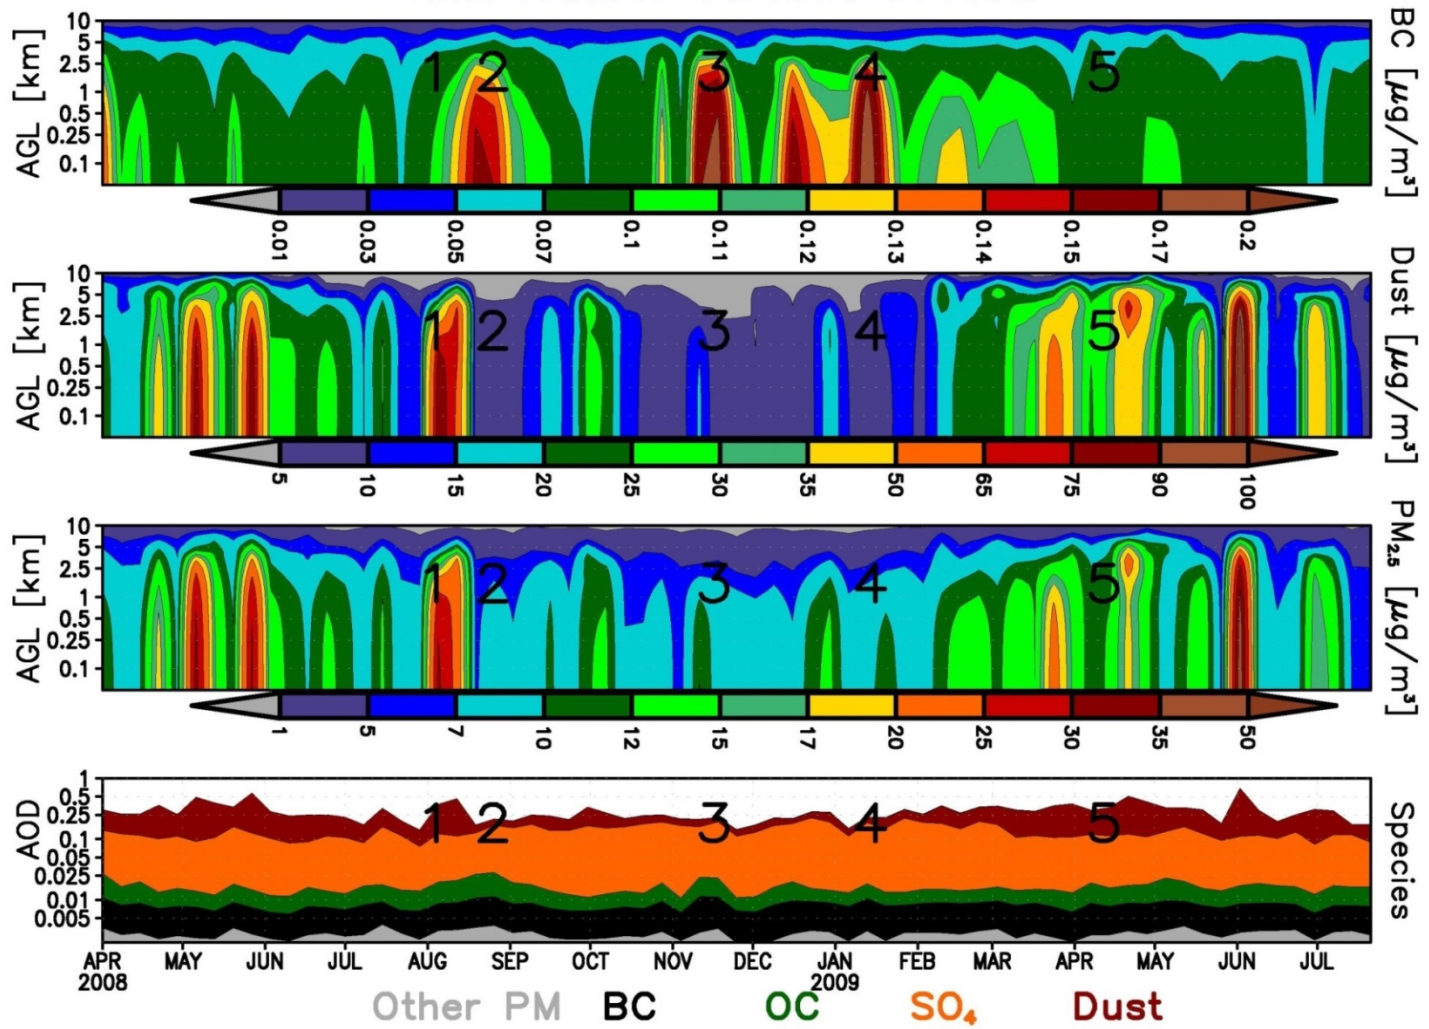 10
5
2.5
1
0.5
0.25
0.1
AGL [km]
1 2 3 4 5
BC [µg/m³]
0.01 0.03 0.05 0.07 0.1 0.11 0.12 0.13 0.14 0.15 0.17 0.2
10
5
2.5
1
0.5
0.25
0.1
AGL [km]
1 2 3 4 5
Dust [µg/m³]
5 10 15 20 25 30 35 50 65 75 90 100
10
5
2.5
1
0.5
0.25
0.1
AGL [km]
1 2 3 4 5
PM₂.₅ [µg/m³]
1 5 7 10 12 15 17 20 25 30 35 50
1
0.5
0.25
0.1
0.05
0.025
0.01
0.005
AOD
1 2 3 4 5
Species
APR MAY JUN JUL AUG SEP OCT NOV DEC JAN FEB MAR APR MAY JUN JUL
2008 2009
Other PM BC OC SO₄ Dust